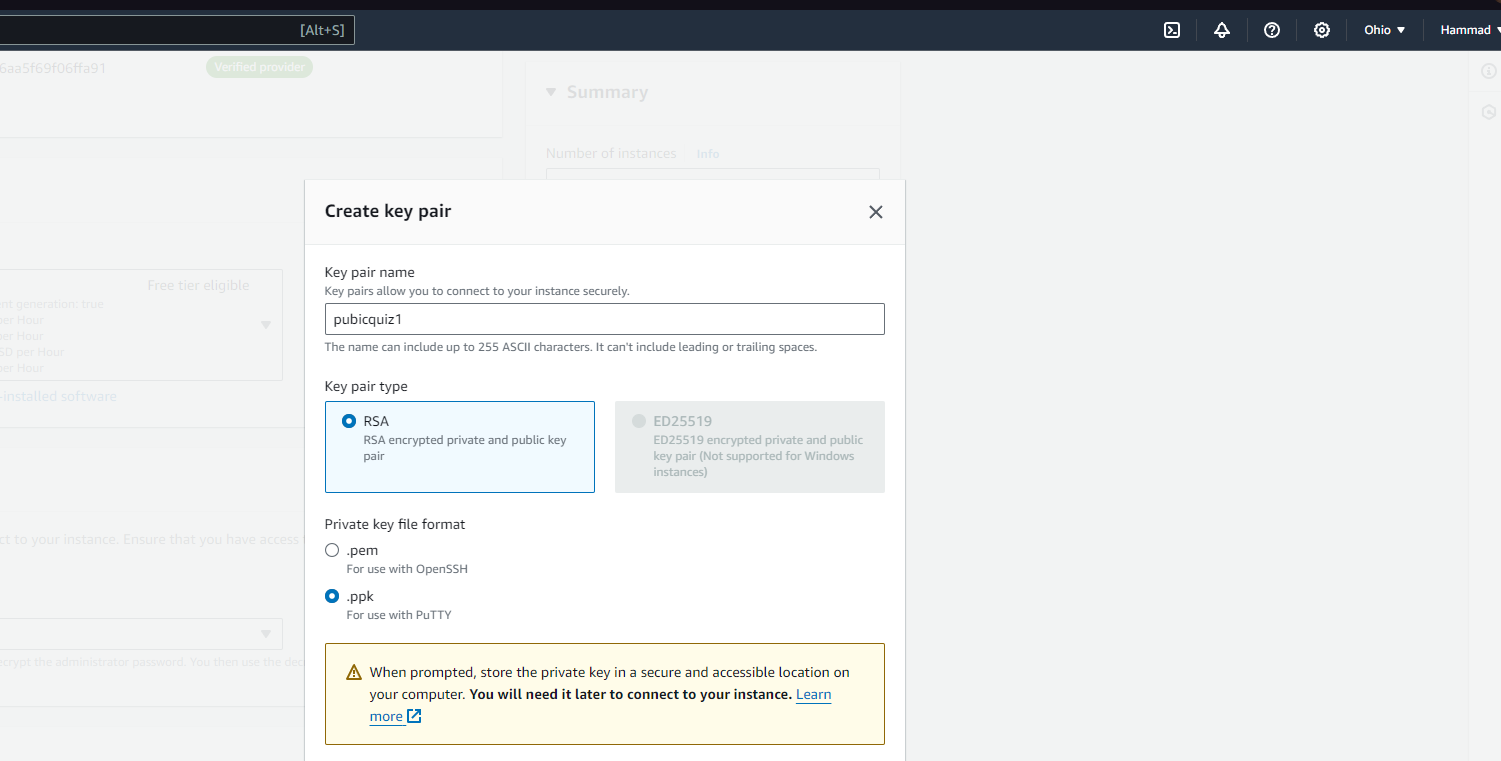 [Alt+S]
Ohio
Hammad
6aa5f69f06ffa91
Verified provider
Summary
Number of instances
Info
Create key pair
Key pair name
Key pairs allow you to connect to your instance securely.
pubicquiz1
The name can include up to 255 ASCII characters. It can't include leading or trailing spaces.
Free tier eligible
nt generation: true
per Hour
per Hour
SD per Hour
per Hour
-installed software
Key pair type
RSA
RSA encrypted private and public key
pair
ED25519
ED25519 encrypted private and public
key pair (Not supported for Windows
instances)
Private key file format
.pem
For use with OpenSSH
.ppk
For use with PuTTY
ct to your instance. Ensure that you have access
ecrypt the administrator password. You then use the dec
When prompted, store the private key in a secure and accessible location on
your computer. You will need it later to connect to your instance. Learn
more